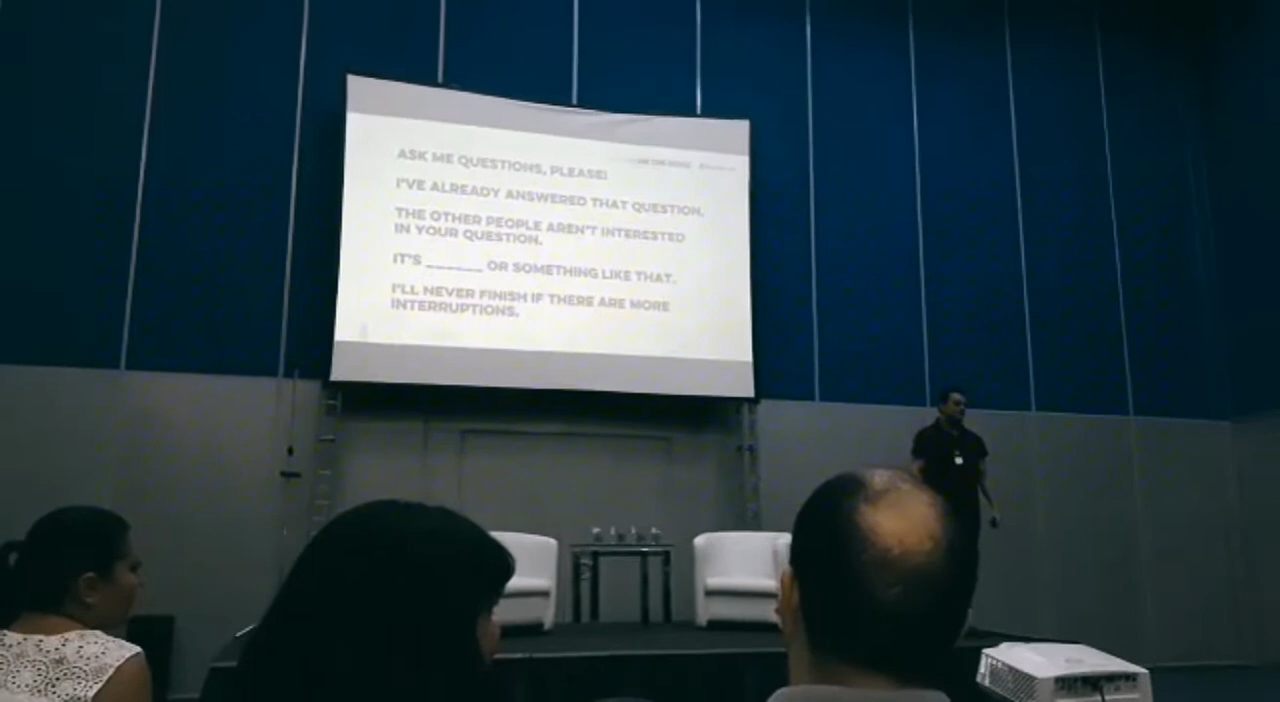 ASK ME QUESTIONS, PLEASE!
I'VE ALREADY ANSWERED THAT QUESTION.
THE OTHER PEOPLE AREN'T INTERESTED
IN YOUR QUESTION.
IT'S ______ OR SOMETHING LIKE THAT.
I'LL NEVER FINISH IF THERE ARE MORE
INTERRUPTIONS.